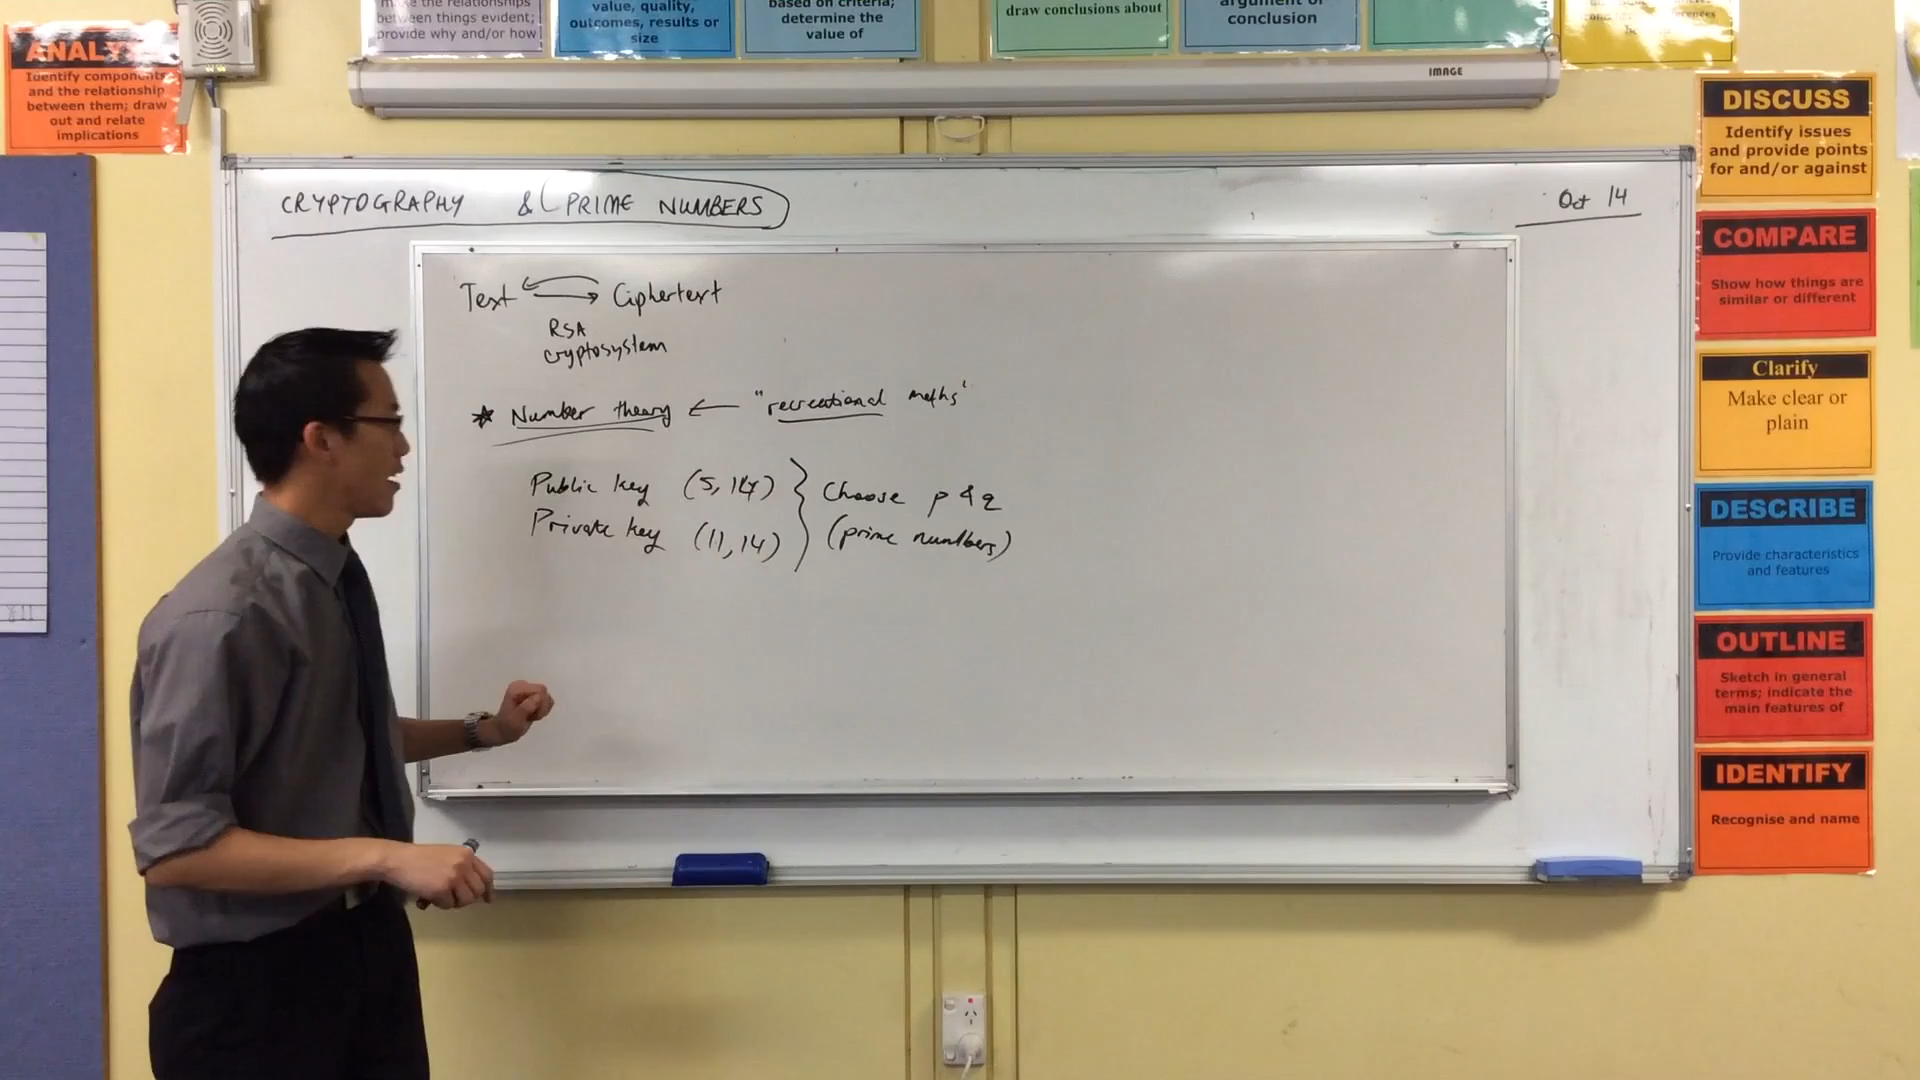 between things evident;
provide why and/or how
value, quality,
outcomes, results or
size
based on criteria;
determine the
value of
draw conclusions about
argument or
conclusion
ANALYSE
Identify components
and the relationship
between them; draw
out and relate
implications
IMAGE
DISCUSS
Identify issues
and provide points
for and/or against
COMPARE
Show how things are
similar or different
Clarify
Make clear or
plain
DESCRIBE
Provide characteristics
and features
OUTLINE
Sketch in general
terms; indicate the
main features of
IDENTIFY
Recognise and name
CRYPTOGRAPHY & (PRIME NUMBERS)
Oct 14
Text Ciphertext
RSA
cryptosystem
* Number theory ← "recreational maths"
Public key (5, 14) } Choose p & q
Private key (11, 14) (prime numbers)